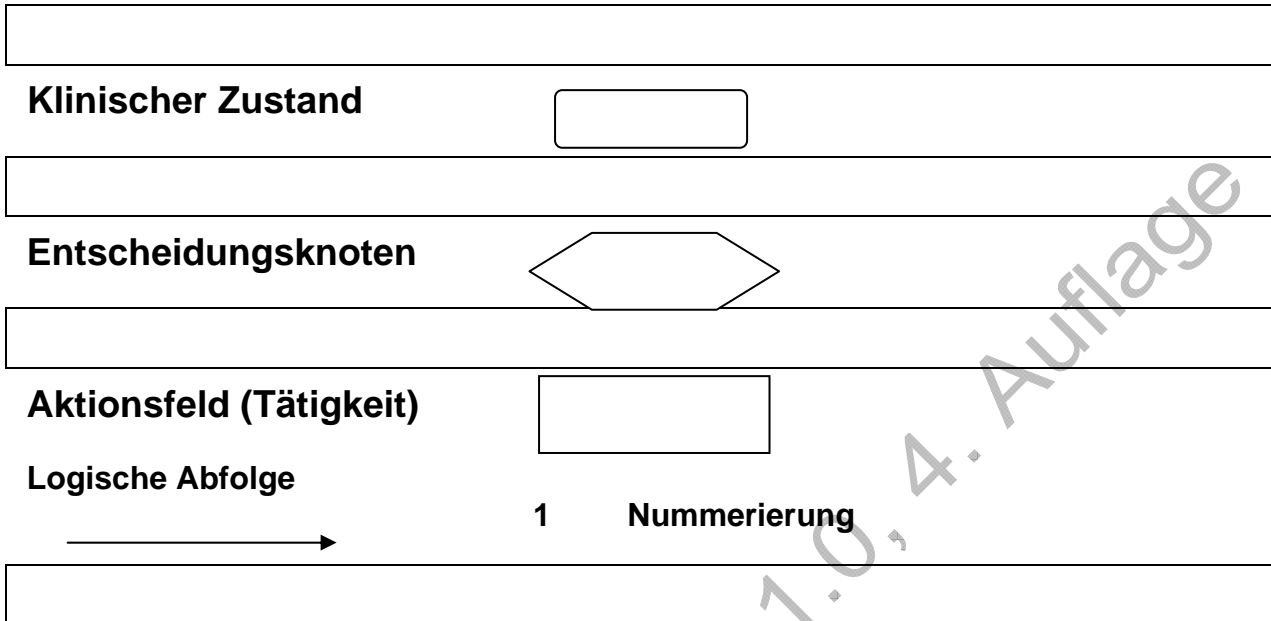 Klinischer Zustand
Entscheidungsknoten
Aktionsfeld (Tätigkeit)
Logische Abfolge
1 Nummerierung
1.0, 4. Auflage